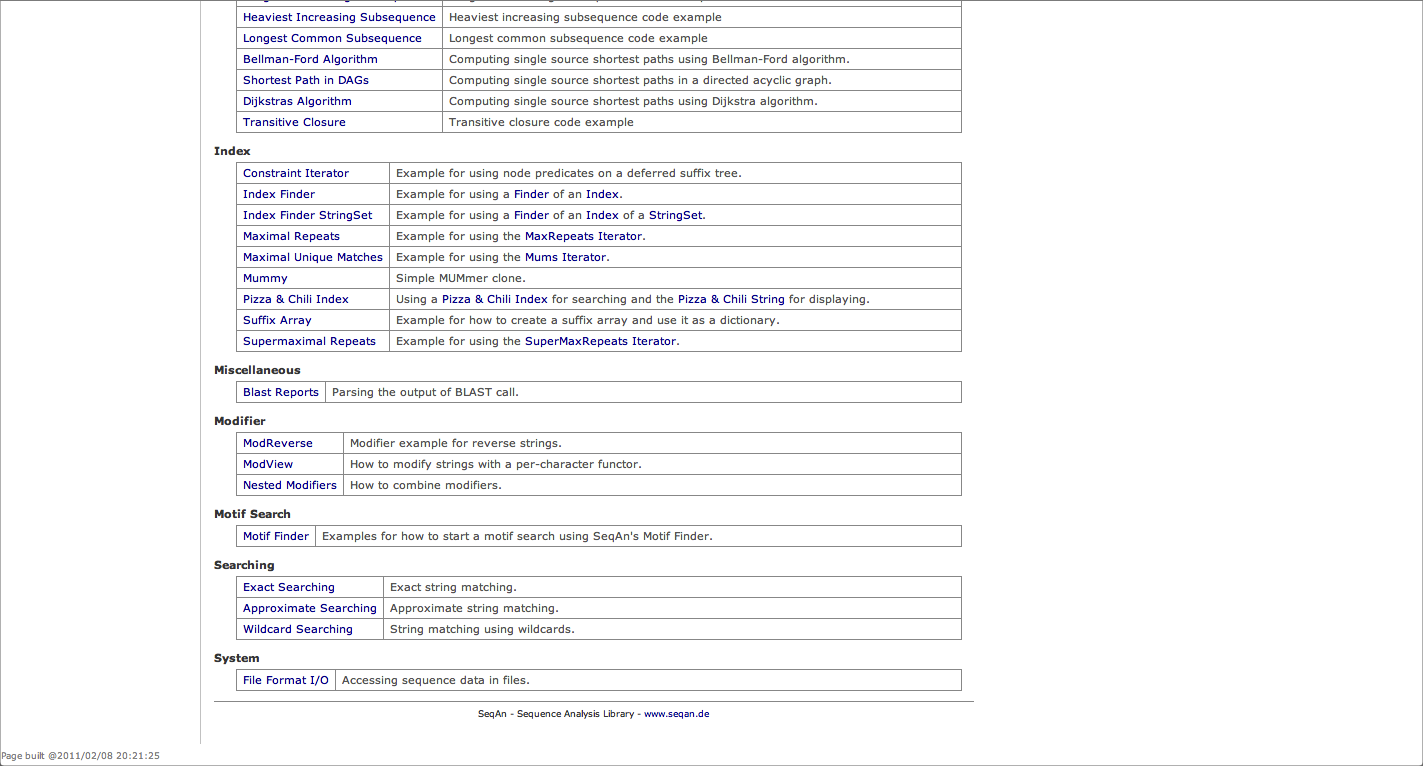 Heaviest Increasing Subsequence Heaviest increasing subsequence code example
Longest Common Subsequence Longest common subsequence code example
Bellman-Ford Algorithm Computing single source shortest paths using Bellman-Ford algorithm.
Shortest Path in DAGs Computing single source shortest paths in a directed acyclic graph.
Dijkstras Algorithm Computing single source shortest paths using Dijkstra algorithm.
Transitive Closure Transitive closure code example
Index
Constraint Iterator Example for using node predicates on a deferred suffix tree.
Index Finder Example for using a Finder of an Index.
Index Finder StringSet Example for using a Finder of an Index of a StringSet.
Maximal Repeats Example for using the MaxRepeats Iterator.
Maximal Unique Matches Example for using the Mums Iterator.
Mummy Simple MUMmer clone.
Pizza & Chili Index Using a Pizza & Chili Index for searching and the Pizza & Chili String for displaying.
Suffix Array Example for how to create a suffix array and use it as a dictionary.
Supermaximal Repeats Example for using the SuperMaxRepeats Iterator.
Miscellaneous
Blast Reports Parsing the output of BLAST call.
Modifier
ModReverse Modifier example for reverse strings.
ModView How to modify strings with a per-character functor.
Nested Modifiers How to combine modifiers.
Motif Search
Motif Finder Examples for how to start a motif search using SeqAn's Motif Finder.
Searching
Exact Searching Exact string matching.
Approximate Searching Approximate string matching.
Wildcard Searching String matching using wildcards.
System
File Format I/O Accessing sequence data in files.
SeqAn - Sequence Analysis Library - www.seqan.de
Page built @2011/02/08 20:21:25